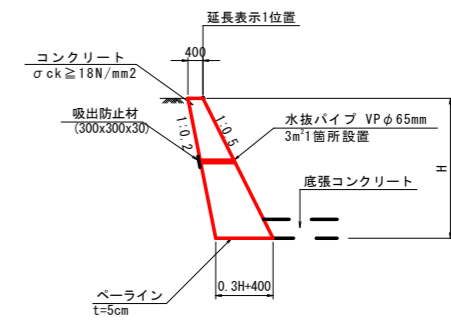 延長表示1位置
400
コンクリート
σck≧18N/mm2
吸出防止材
(300x300x30)
1:0.2
1:0.5
水抜パイプ VPφ65mm
3㎡1箇所設置
H
底張コンクリート
0.3H+400
ペーライン
t=5cm